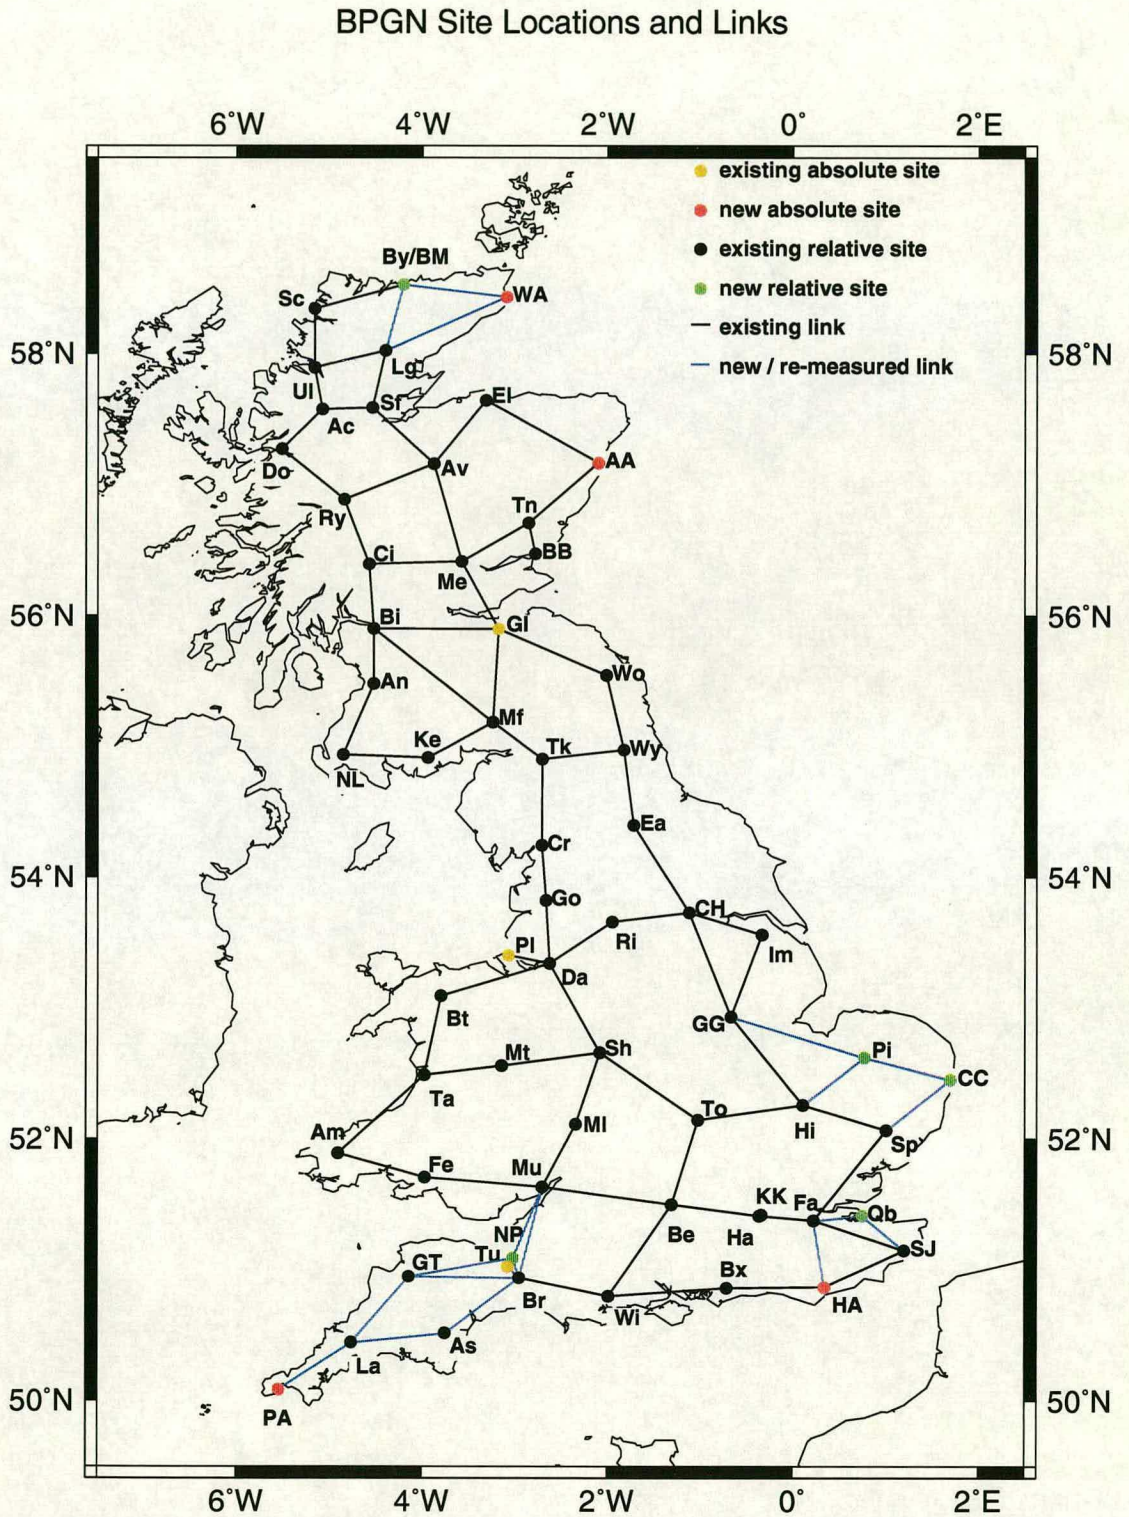 BPGN Site Locations and Links
6˚W 4˚W 2˚W 0˚ 2˚E
existing absolute site
new absolute site
existing relative site
new relative site
existing link
new / re-measured link
By/BM
Sc
WA
58˚N
58˚N
Lg
Ul
Sf
El
Ac
Do
Av
AA
Ry
Tn
Ci
BB
Me
56˚N
Bi
Gl
56˚N
An
Wo
Mf
Ke
Tk
Wy
NL
Ea
Cr
54˚N
54˚N
Go
CH
Ri
Pl
Im
Da
Bt
GG
Mt
Sh
Pi
CC
Ta
To
Hi
Am
Ml
52˚N
Sp
52˚N
Fe
Mu
KK
Fa
Qb
Be
Ha
NP
Tu
GT
SJ
Bx
Br
HA
Wi
As
La
50˚N
50˚N
PA
6˚W 4˚W 2˚W 0˚ 2˚E